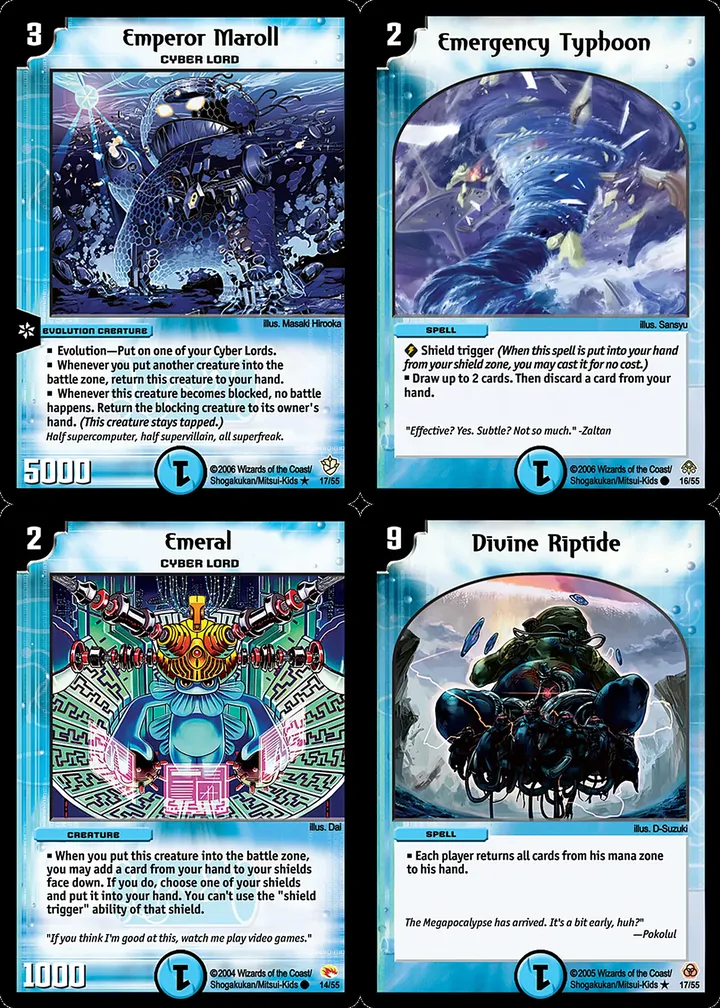 3
Emperor Maroll
CYBER LORD
illus. Masaki Hirooka
EVOLUTION CREATURE
▪ Evolution—Put on one of your Cyber Lords.
▪ Whenever you put another creature into the
battle zone, return this creature to your hand.
▪ Whenever this creature becomes blocked, no battle
happens. Return the blocking creature to its owner's
hand. (This creature stays tapped.)
Half supercomputer, half supervillain, all superfreak.
5000
©2006 Wizards of the Coast/
Shogakukan/Mitsui-Kids ★ 17/55
2
Emergency Typhoon
illus. Sansyu
SPELL
Shield trigger (When this spell is put into your hand
from your shield zone, you may cast it for no cost.)
▪ Draw up to 2 cards. Then discard a card from your
hand.
"Effective? Yes. Subtle? Not so much." -Zaltan
©2006 Wizards of the Coast/
Shogakukan/Mitsui-Kids ● 16/55
2
Emeral
CYBER LORD
illus. Dai
CREATURE
▪ When you put this creature into the battle zone,
you may add a card from your hand to your shields
face down. If you do, choose one of your shields
and put it into your hand. You can't use the "shield
trigger" ability of that shield.
"If you think I'm good at this, watch me play video games."
1000
©2004 Wizards of the Coast/
Shogakukan/Mitsui-Kids ● 14/55
9
Divine Riptide
illus. D-Suzuki
SPELL
▪ Each player returns all cards from his mana zone
to his hand.
The Megapocalypse has arrived. It's a bit early, huh?"
—Pokolul
©2005 Wizards of the Coast/
Shogakukan/Mitsui-Kids ★ 17/55